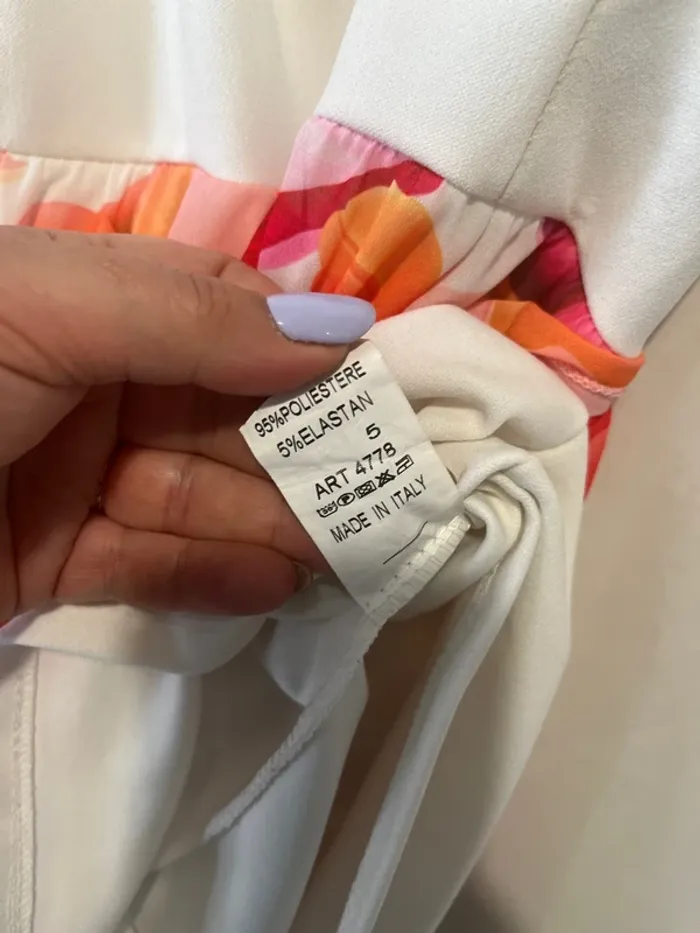 95%POLIESTERE
5%ELASTAN
5
ART 4778
MADE IN ITALY